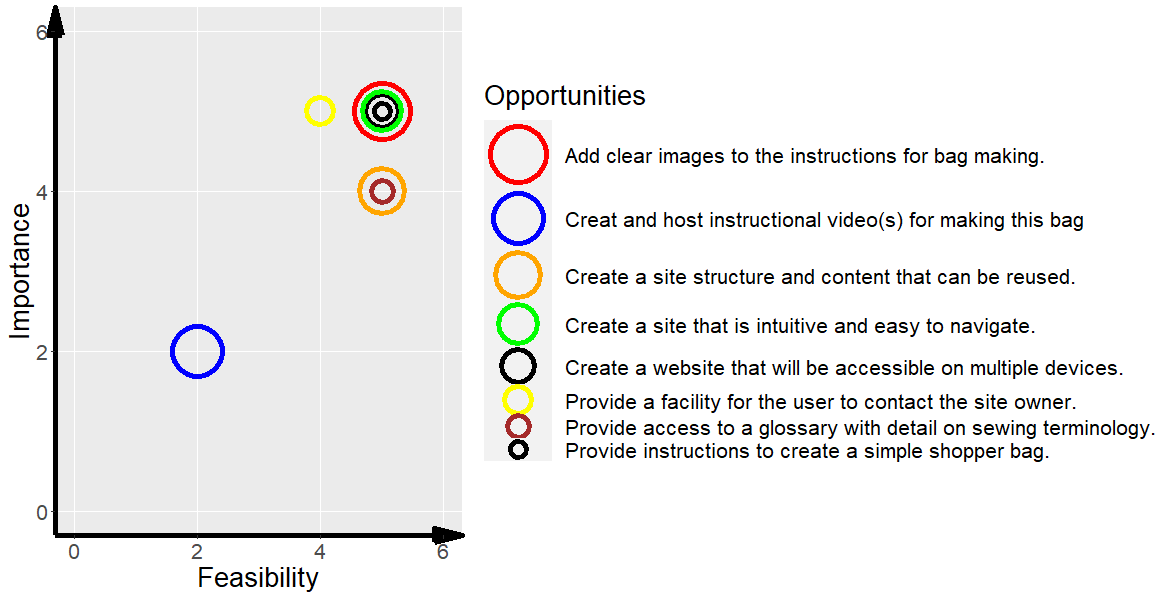 6
4
2
0
Importance
0 2 4 6
Feasibility
Opportunities
Add clear images to the instructions for bag making.
Creat and host instructional video(s) for making this bag
Create a site structure and content that can be reused.
Create a site that is intuitive and easy to navigate.
Create a website that will be accessible on multiple devices.
Provide a facility for the user to contact the site owner.
Provide access to a glossary with detail on sewing terminology.
Provide instructions to create a simple shopper bag.